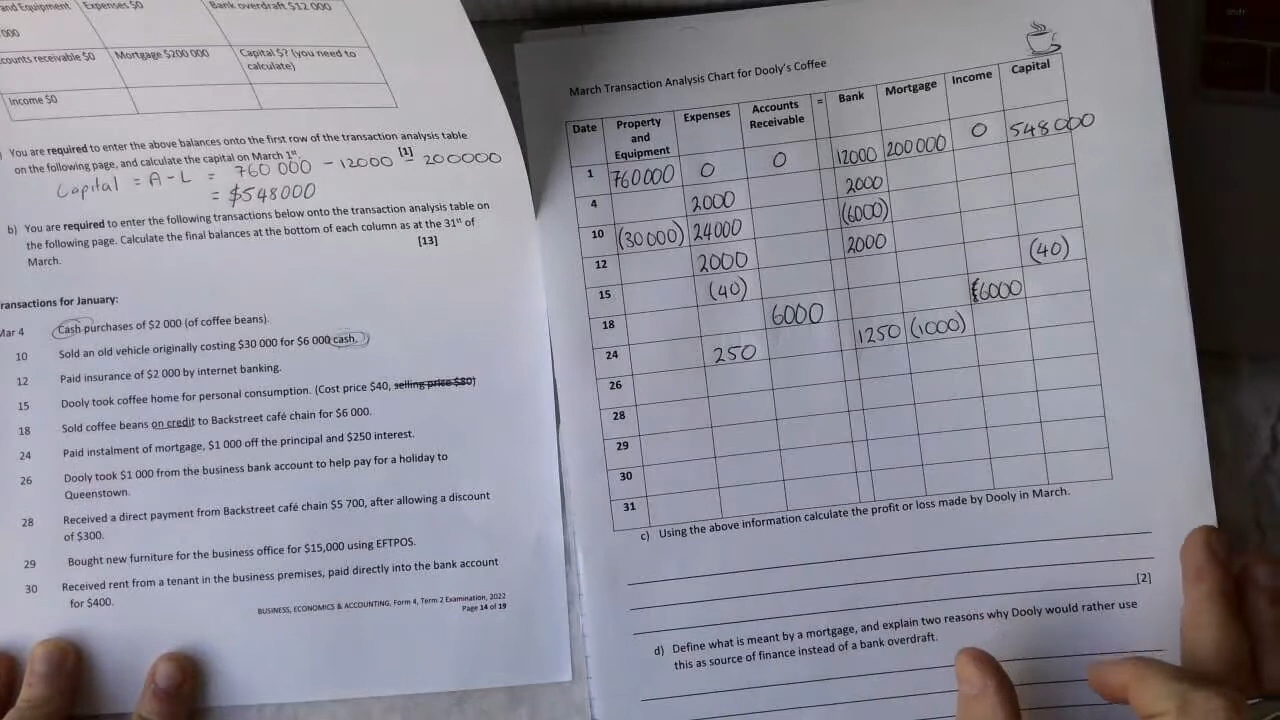 and Equipment Expenses $0 Bank overdraft $12 000
000
counts receivable $0 Mortgage $200 000 Capital $? (you need to calculate)
Income $0
You are required to enter the above balances onto the first row of the transaction analysis table
on the following page, and calculate the capital on March 1st. [1]
Capital = A - L = 760 000 - 12000 - 200000
= $548000
b) You are required to enter the following transactions below onto the transaction analysis table on
the following page. Calculate the final balances at the bottom of each column as at the 31st of
March. [13]
ransactions for January:
Mar 4 Cash purchases of $2 000 (of coffee beans).
10 Sold an old vehicle originally costing $30 000 for $6 000 cash.
12 Paid insurance of $2 000 by internet banking.
15 Dooly took coffee home for personal consumption. (Cost price $40, selling price $80)
18 Sold coffee beans on credit to Backstreet café chain for $6 000.
24 Paid instalment of mortgage, $1 000 off the principal and $250 interest.
26 Dooly took $1 000 from the business bank account to help pay for a holiday to
Queenstown.
28 Received a direct payment from Backstreet café chain $5 700, after allowing a discount
of $300.
29 Bought new furniture for the business office for $15,000 using EFTPOS.
30 Received rent from a tenant in the business premises, paid directly into the bank account
for $400.
BUSINESS, ECONOMICS & ACCOUNTING, Form 4, Term 2 Examination, 2022
Page 14 of 19
March Transaction Analysis Chart for Dooly's Coffee
Date Property and Equipment Expenses Accounts Receivable = Bank Mortgage Income Capital
1 760000 0 0 12000 200000 0 548000
4 2000 2000
10 (30000) 24000 (6000)
12 2000 2000
15 (40) (40)
18 6000 6000
24 250 1250 (1000)
26
28
29
30
31
c) Using the above information calculate the profit or loss made by Dooly in March.
[2]
d) Define what is meant by a mortgage, and explain two reasons why Dooly would rather use
this as source of finance instead of a bank overdraft.